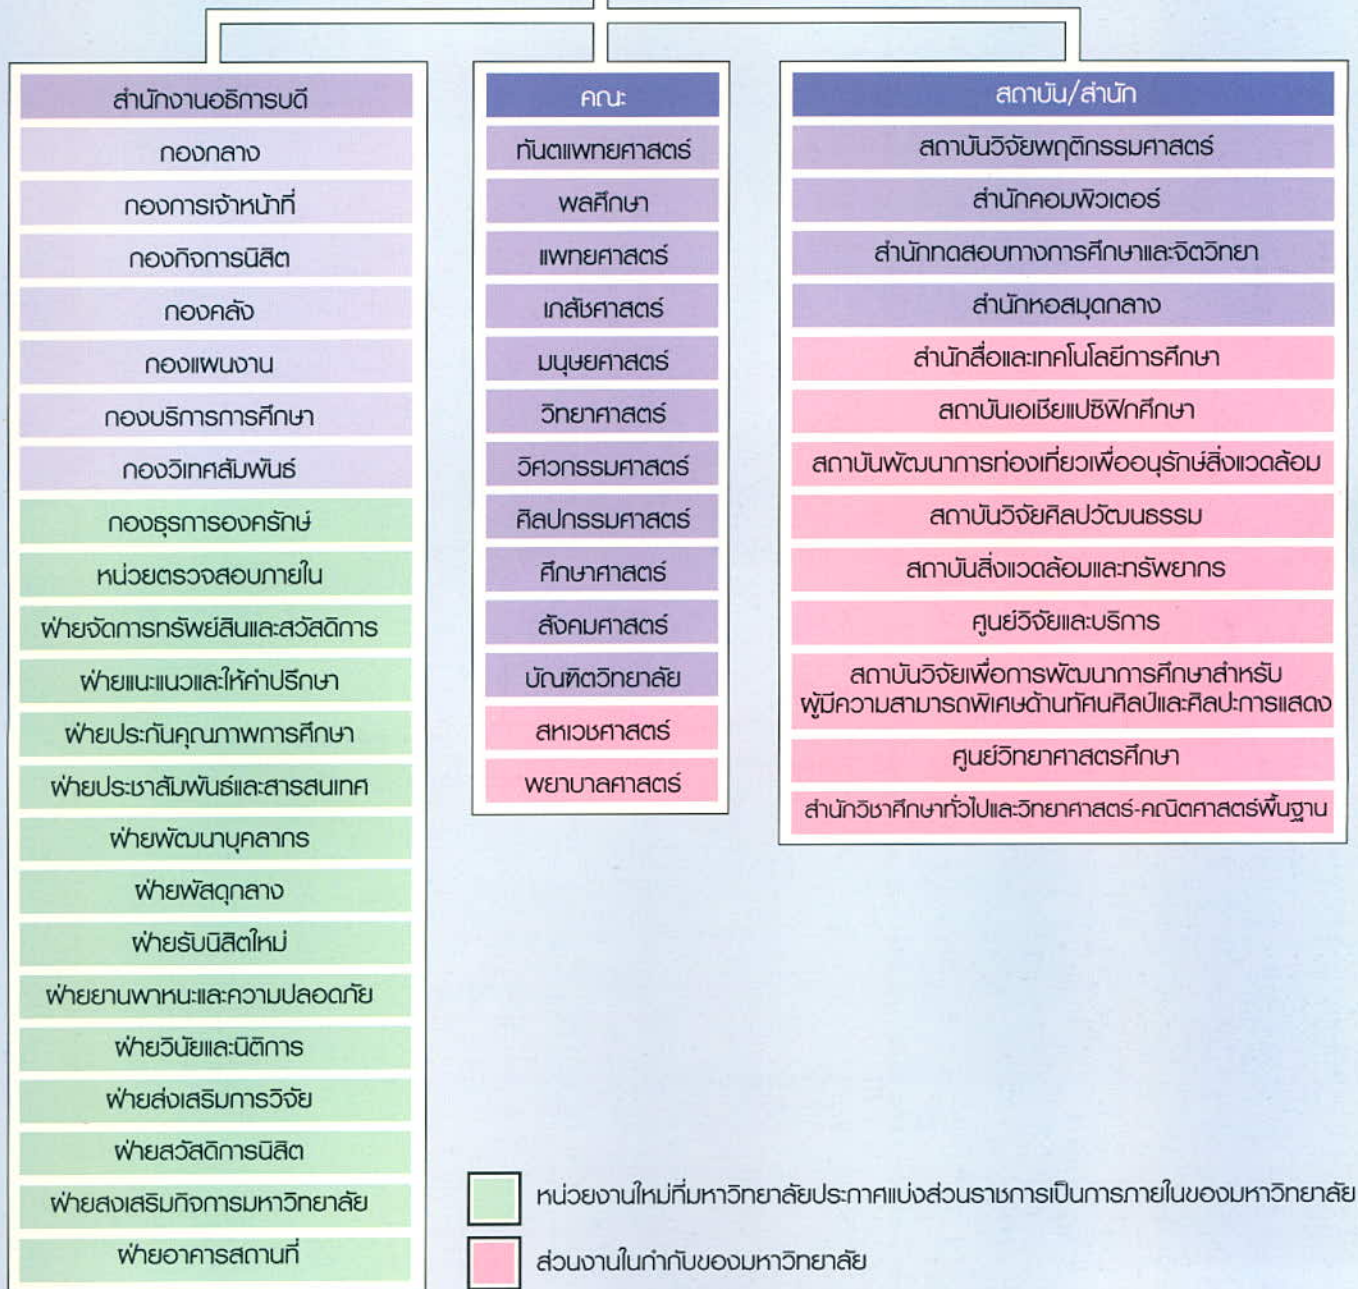 สำนักงานอธิการบดี
กองกลาง
กองการเจ้าหน้าที่
กองกิจการนิสิต
กองคลัง
กองแผนงาน
กองบริการการศึกษา
กองวิเทศสัมพันธ์
กองธุรการองครักษ์
หน่วยตรวจสอบภายใน
ฝ่ายจัดการทรัพย์สินและสวัสดิการ
ฝ่ายแนะแนวและให้คำปรึกษา
ฝ่ายประกันคุณภาพการศึกษา
ฝ่ายประชาสัมพันธ์และสารสนเทศ
ฝ่ายพัฒนาบุคลากร
ฝ่ายพัสดุกลาง
ฝ่ายรับนิสิตใหม่
ฝ่ายยานพาหนะและความปลอดภัย
ฝ่ายวินัยและนิติการ
ฝ่ายส่งเสริมการวิจัย
ฝ่ายสวัสดิการนิสิต
ฝ่ายสงเสริมกิจการมหาวิทยาลัย
ฝ่ายอาคารสถานที่
คณะ
ทันตแพทยศาสตร์
พลศึกษา
แพทยศาสตร์
เภสัชศาสตร์
มนุษยศาสตร์
วิทยาศาสตร์
วิศวกรรมศาสตร์
ศิลปกรรมศาสตร์
ศึกษาศาสตร์
สังคมศาสตร์
บัณฑิตวิทยาลัย
สหเวชศาสตร์
พยาบาลศาสตร์
สถาบัน/สำนัก
สถาบันวิจัยพฤติกรรมศาสตร์
สำนักคอมพิวเตอร์
สำนักทดสอบทางการศึกษาและจิตวิทยา
สำนักหอสมุดกลาง
สำนักสื่อและเทคโนโลยีการศึกษา
สถาบันเอเชียแปซิฟิกศึกษา
สถาบันพัฒนาการท่องเที่ยวเพื่ออนุรักษ์สิ่งแวดล้อม
สถาบันวิจัยศิลปวัฒนธรรม
สถาบันสิ่งแวดล้อมและทรัพยากร
ศูนย์วิจัยและบริการ
สถาบันวิจัยเพื่อการพัฒนาการศึกษาสำหรับ
ผู้มีความสามารถพิเศษด้านทัศนศิลป์และศิลปะการแสดง
ศูนย์วิทยาศาสตรศึกษา
สำนักวิชาศึกษาทั่วไปและวิทยาศาสตร์-คณิตศาสตร์พื้นฐาน
หน่วยงานใหม่ที่มหาวิทยาลัยประกาศแบ่งส่วนราชการเป็นการภายในของมหาวิทยาลัย
ส่วนงานในกำกับของมหาวิทยาลัย